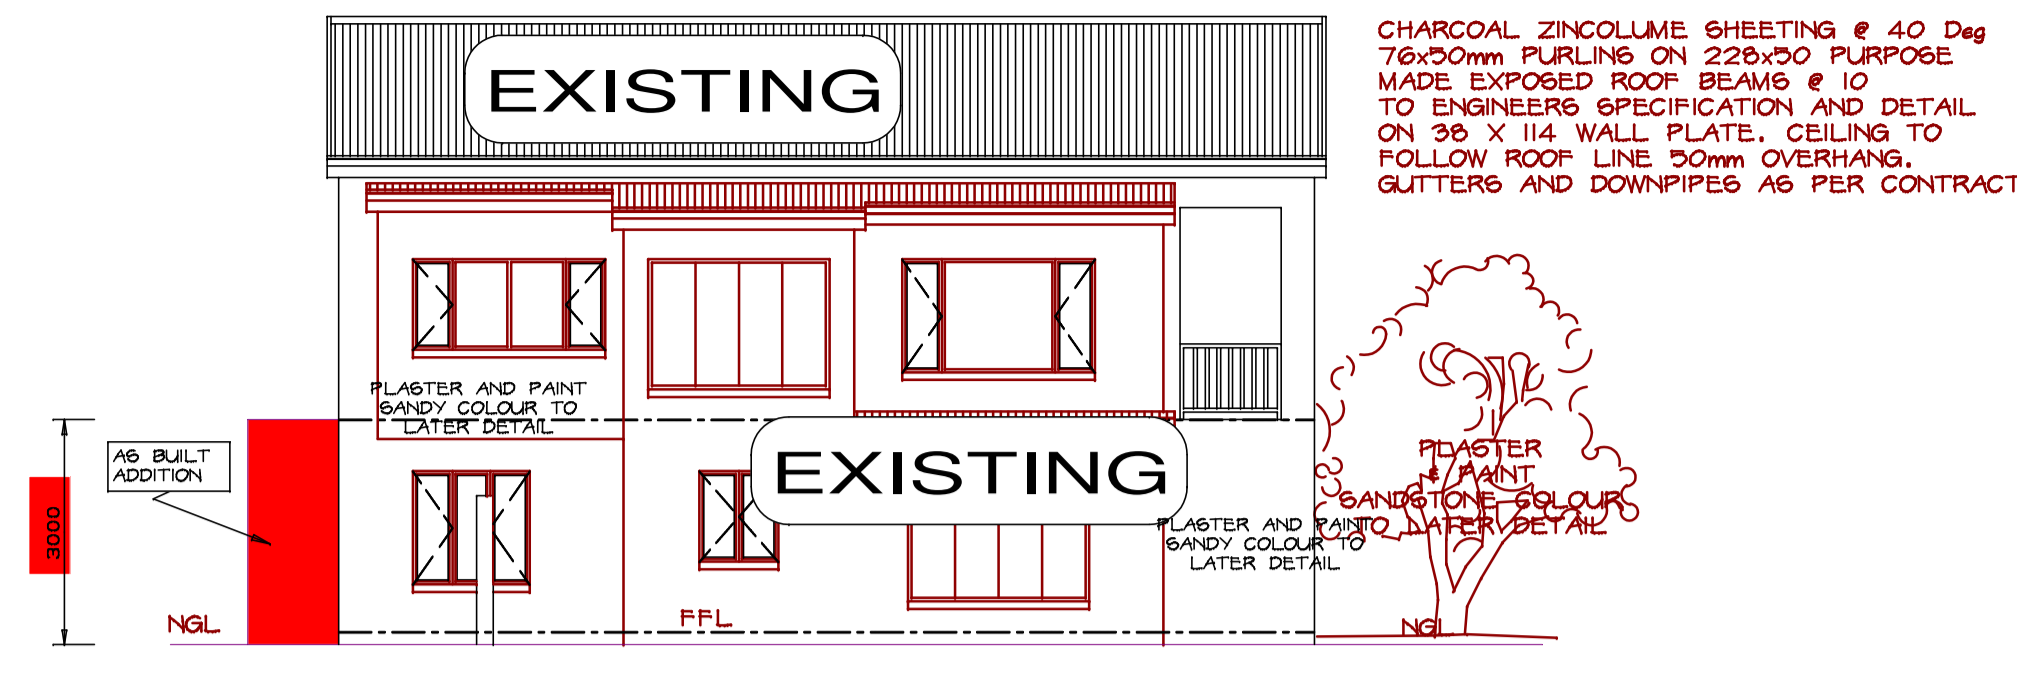 EXISTING
CHARCOAL ZINCOLUME SHEETING @ 40 Deg
76x50mm PURLINS ON 228x50 PURPOSE
MADE EXPOSED ROOF BEAMS @ 10
TO ENGINEERS SPECIFICATION AND DETAIL
ON 38 X 114 WALL PLATE. CEILING TO
FOLLOW ROOF LINE 50mm OVERHANG.
GUTTERS AND DOWNPIPES AS PER CONTRACT
PLASTER AND PAINT
SANDY COLOUR TO
LATER DETAIL
AS BUILT
ADDITION
3000
EXISTING
PLASTER
& PAINT
SANDSTONE COLOUR
TO LATER DETAIL
PLASTER AND PAINT
SANDY COLOUR TO
LATER DETAIL
NGL
FFL
NGL